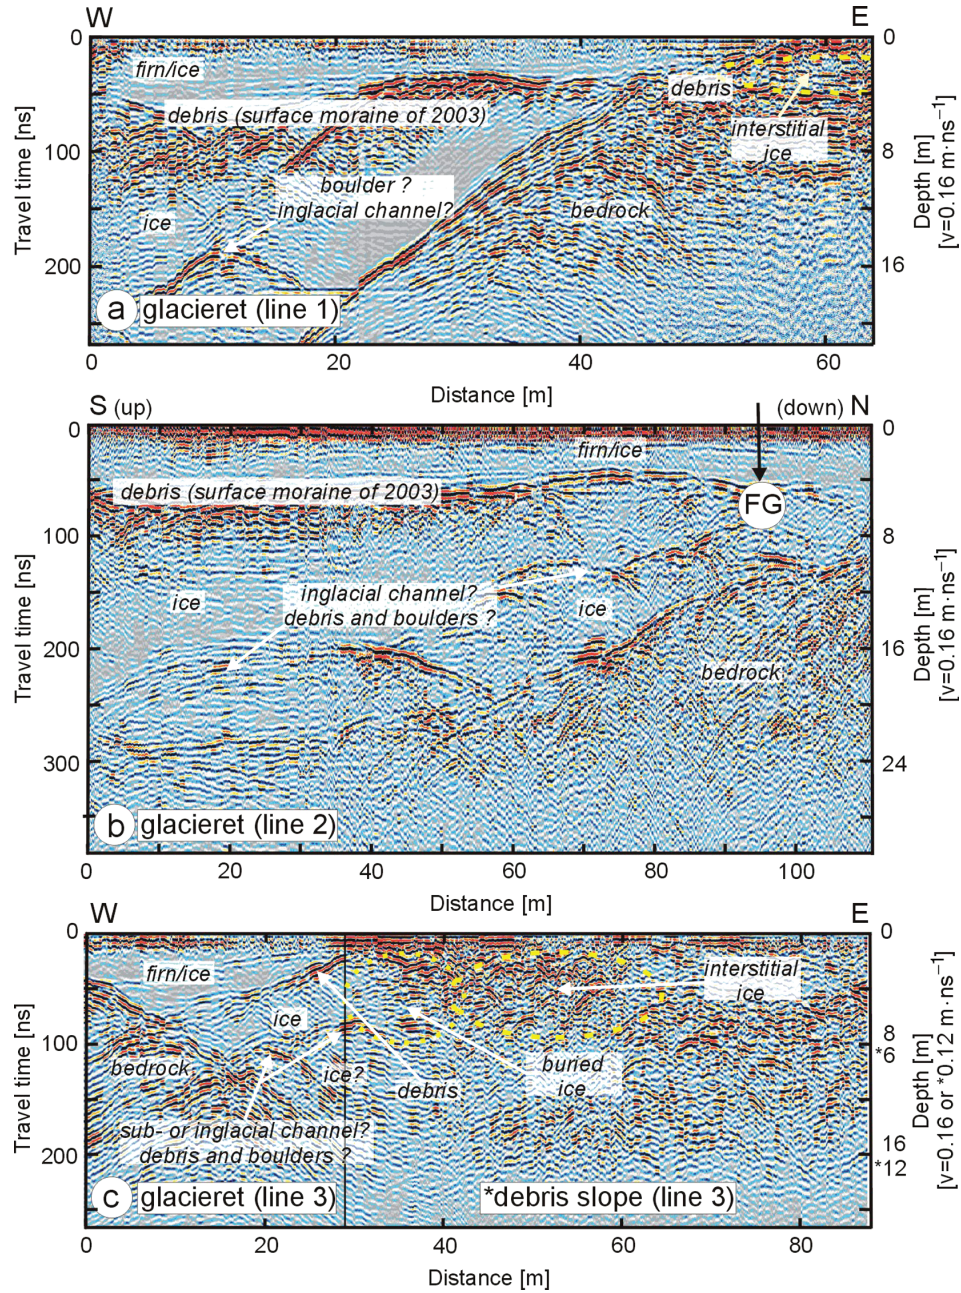 W
E
0
0
firn/ice
debris
50
debris (surface moraine of 2003)
interstitial
ice
100
8
boulder ?
inglacial channel?
Travel time [ns]
Depth [m]
[v=0.16 m·ns⁻¹]
ice
bedrock
200
16
a
glacieret (line 1)
0
20
40
60
Distance [m]
S (up)
(down) N
0
0
firn/ice
debris (surface moraine of 2003)
FG
100
8
inglacial channel?
debris and boulders ?
ice
ice
Travel time [ns]
Depth [m]
[v=0.16 m·ns⁻¹]
200
16
bedrock
300
24
b
glacieret (line 2)
0
20
40
60
80
100
Distance [m]
W
E
0
0
firn/ice
interstitial
ice
ice
100
8
*6
bedrock
ice?
debris
buried
ice
Travel time [ns]
Depth [m]
[v=0.16 or *0.12 m·ns⁻¹]
sub- or inglacial channel?
debris and boulders ?
200
16
*12
c
glacieret (line 3)
*debris slope (line 3)
0
20
40
60
80
Distance [m]